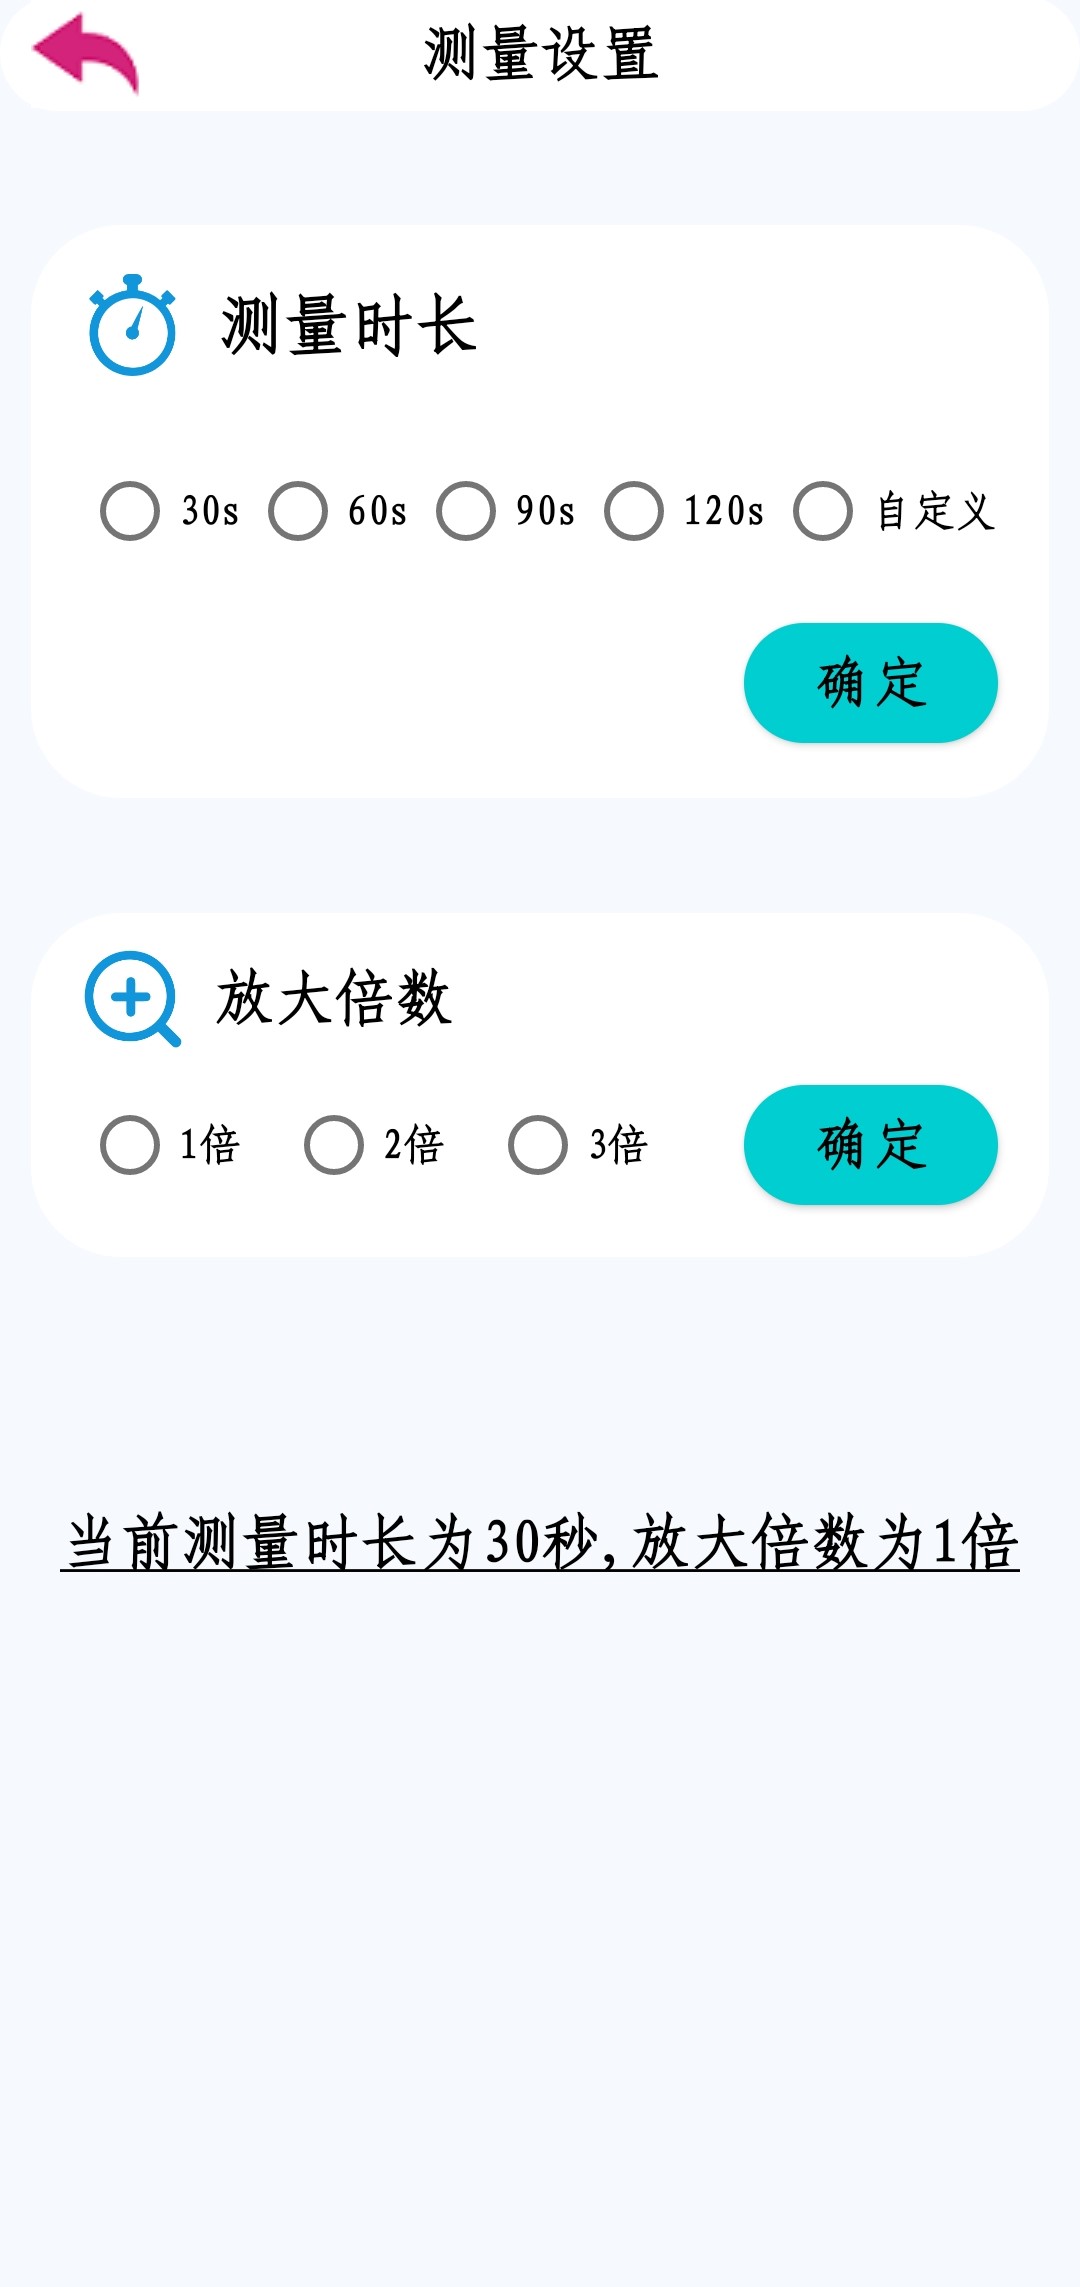 测量设置
测量时长
30s 60s 90s 120s 自定义
确定
放大倍数
1倍 2倍 3倍 确定
当前测量时长为30秒,放大倍数为1倍